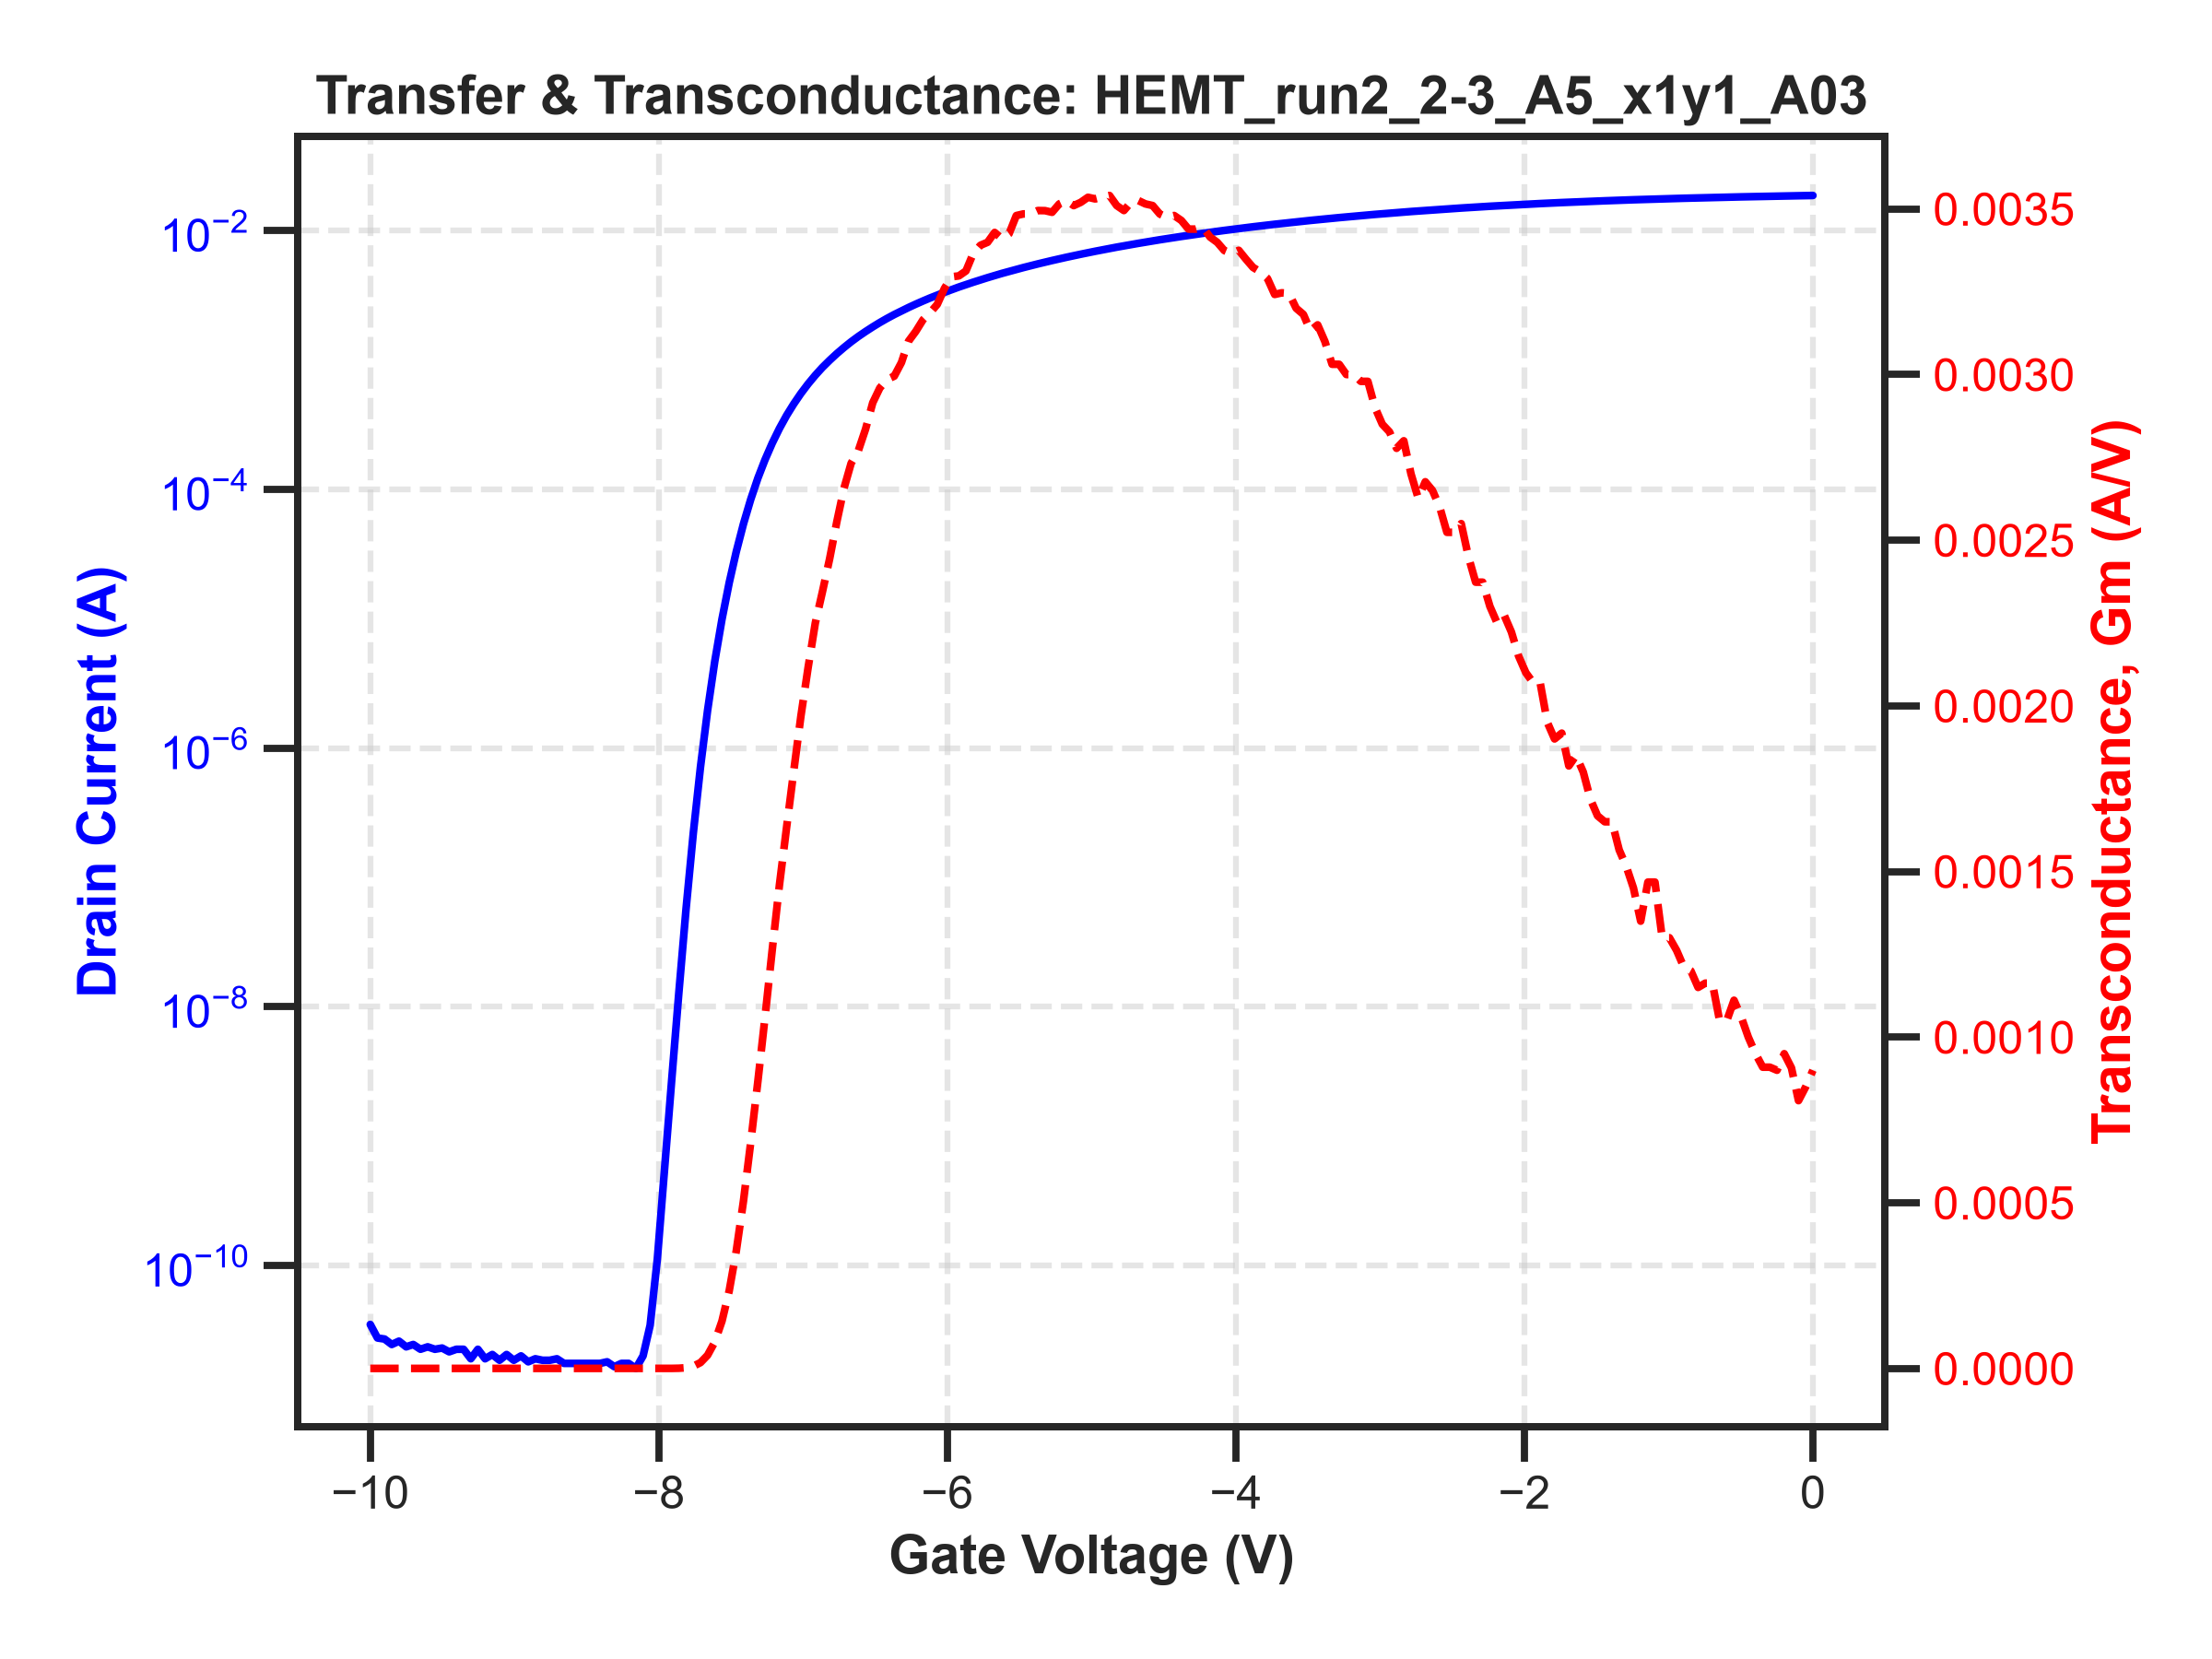 Transfer & Transconductance: HEMT_run2_2-3_A5_x1y1_A03
Drain Current (A)
10⁻²
10⁻⁴
10⁻⁶
10⁻⁸
10⁻¹⁰
0.0035
0.0030
0.0025
0.0020
0.0015
0.0010
0.0005
0.0000
Transconductance, Gm (A/V)
−10 −8 −6 −4 −2 0
Gate Voltage (V)